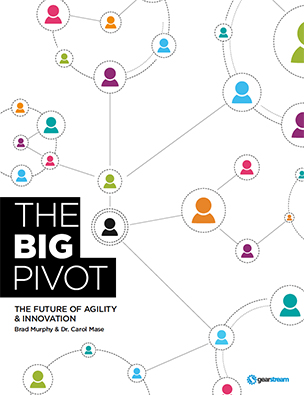 THE
BIG
PIVOT
THE FUTURE OF AGILITY
& INNOVATION
Brad Murphy & Dr. Carol Mase
gearstream